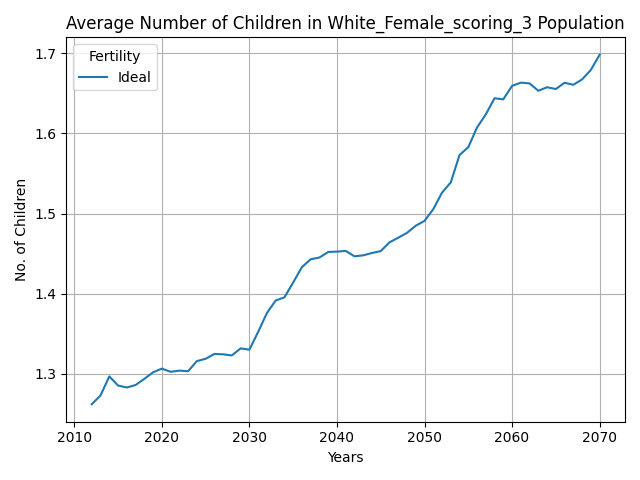 Average Number of Children in White_Female_scoring_3 Population
Fertility
Ideal
No. of Children
1.7
1.6
1.5
1.4
1.3
2010 2020 2030 2040 2050 2060 2070
Years